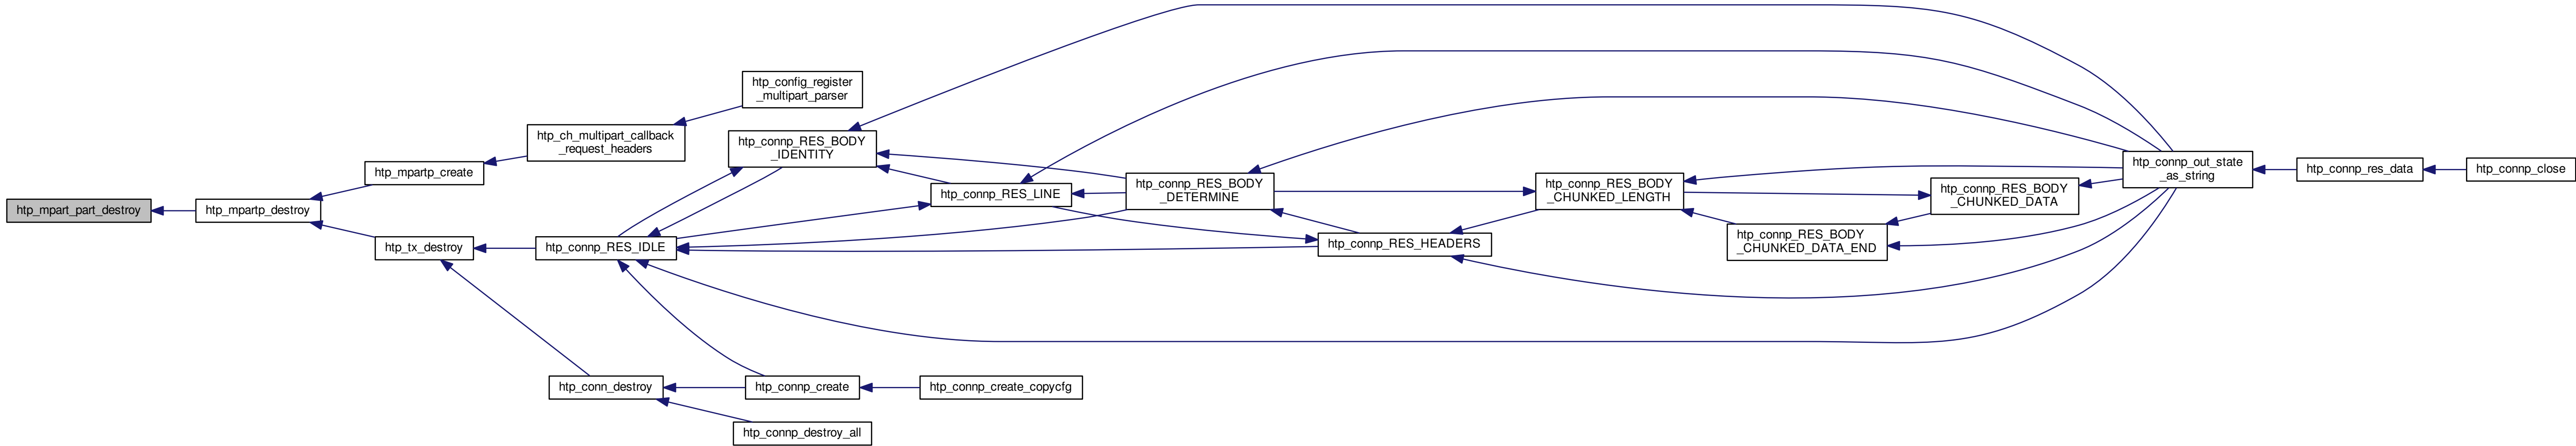 htp_mpart_part_destroy
htp_mpartp_destroy
htp_mpartp_create
htp_ch_multipart_callback
_request_headers
htp_config_register
_multipart_parser
htp_tx_destroy
htp_connp_RES_IDLE
htp_connp_RES_BODY
_IDENTITY
htp_connp_RES_LINE
htp_connp_RES_BODY
_DETERMINE
htp_connp_RES_HEADERS
htp_connp_RES_BODY
_CHUNKED_LENGTH
htp_connp_RES_BODY
_CHUNKED_DATA_END
htp_connp_RES_BODY
_CHUNKED_DATA
htp_connp_out_state
_as_string
htp_connp_res_data
htp_connp_close
htp_conn_destroy
htp_connp_create
htp_connp_create_copycfg
htp_connp_destroy_all